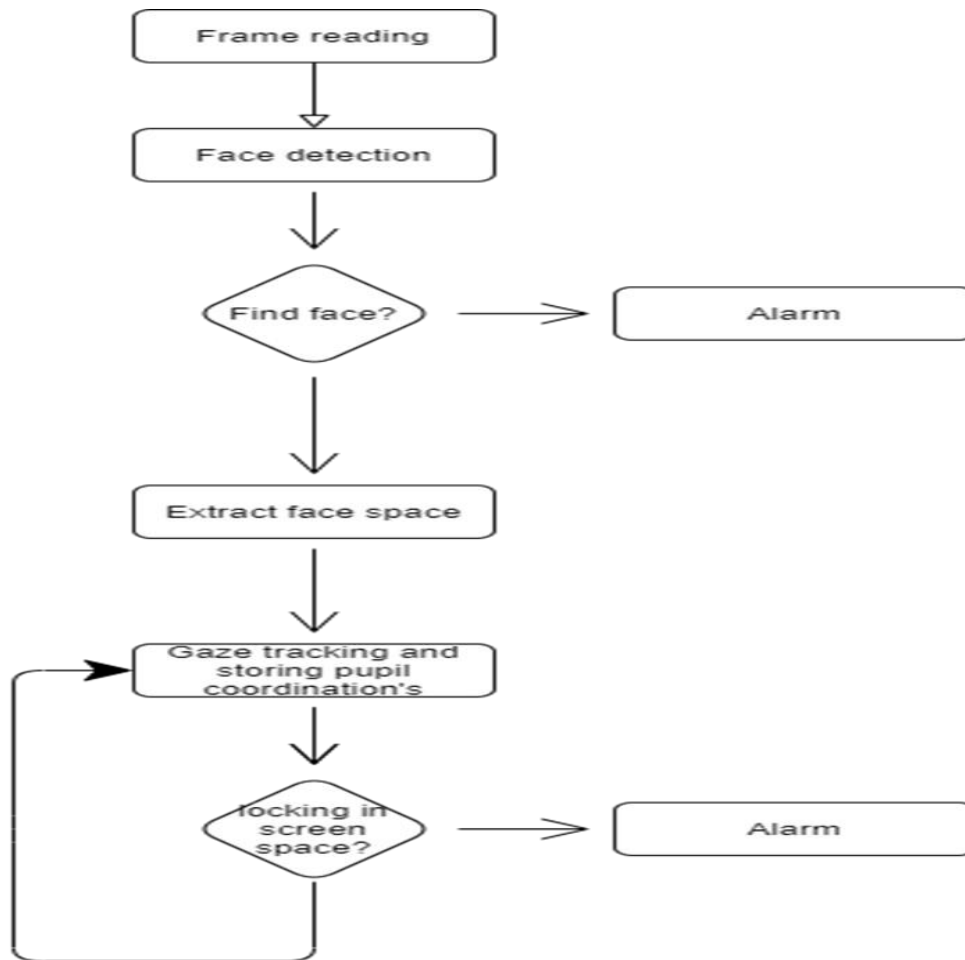 Frame reading
Face detection
Find face?
Alarm
Extract face space
Gaze tracking and
storing pupil
coordination's
locking in
screen
space?
Alarm